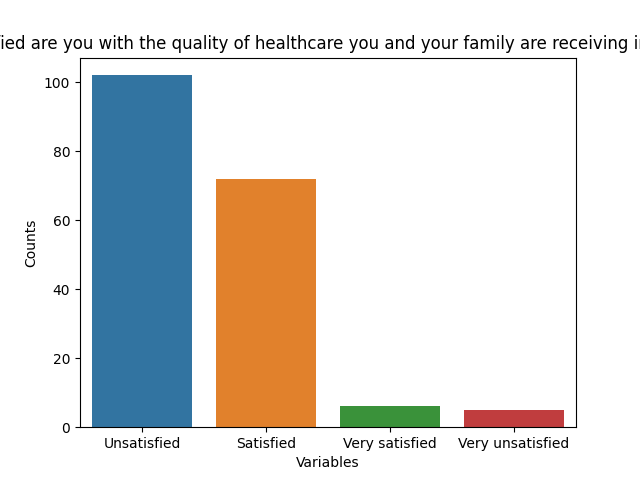 are you with the quality of healthcare you and your family are receiving
100
80
60
40
20
0
Counts
Unsatisfied Satisfied Very satisfied Very unsatisfied
Variables